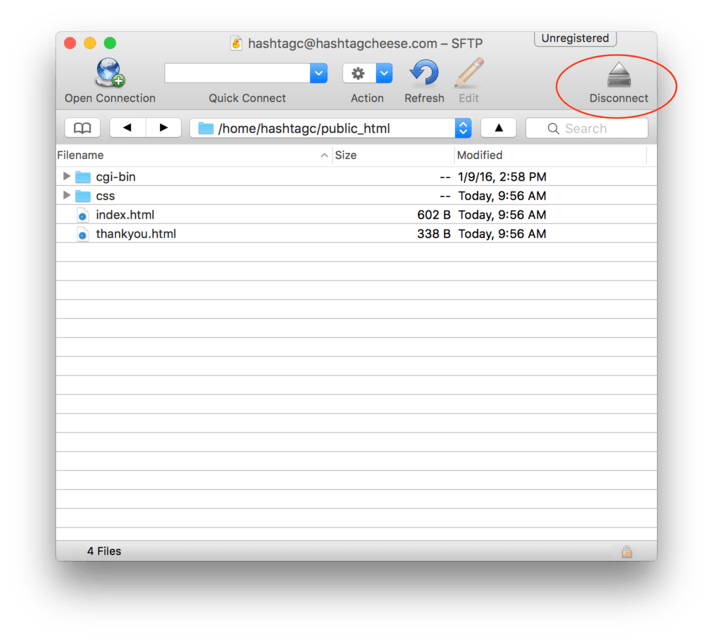 hashtagc@hashtagcheese.com – SFTP
Unregistered
Open Connection
Quick Connect
Action
Refresh
Edit
Disconnect
/home/hashtagc/public_html
Search
Filename Size Modified
cgi-bin -- 1/9/16, 2:58 PM
css -- Today, 9:56 AM
index.html 602 B Today, 9:56 AM
thankyou.html 338 B Today, 9:56 AM
4 Files